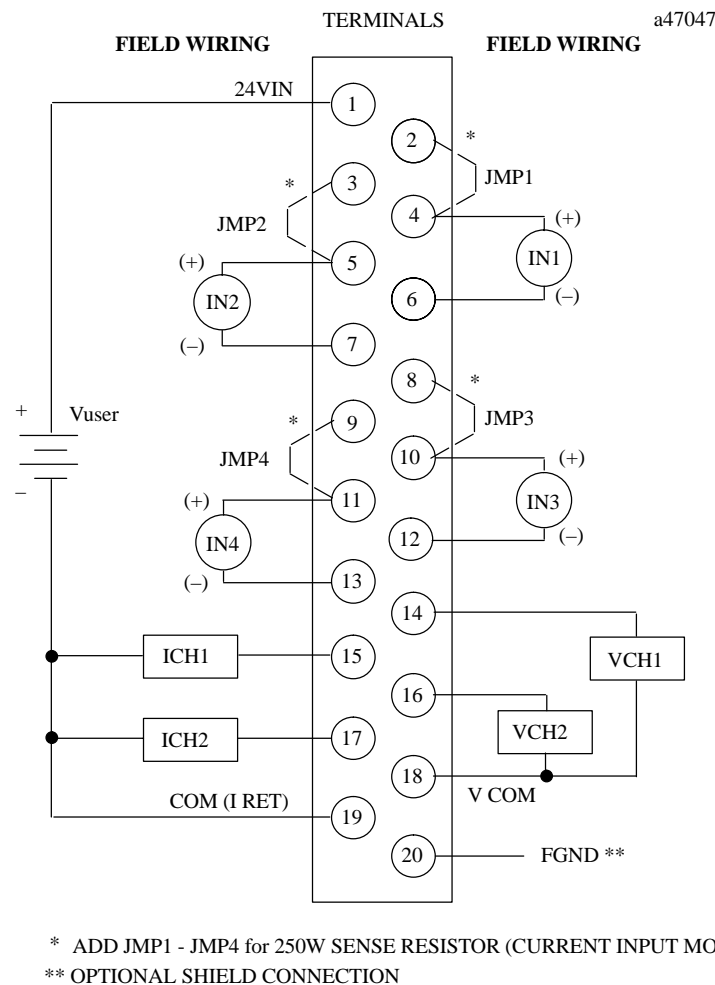 TERMINALS a47047
FIELD WIRING FIELD WIRING
24VIN
1
2
*
JMP1
3
*
JMP2
4
(+)
IN1
(–)
5
(+)
IN2
(–)
6
7
8
*
JMP3
+
Vuser
–
9
*
JMP4
10
(+)
IN3
(–)
11
(+)
IN4
(–)
12
13
14
VCH1
ICH1
15
16
VCH2
ICH2
17
18
V COM
COM (I RET)
19
20
FGND **
* ADD JMP1 - JMP4 for 250W SENSE RESISTOR (CURRENT INPUT MO
** OPTIONAL SHIELD CONNECTION